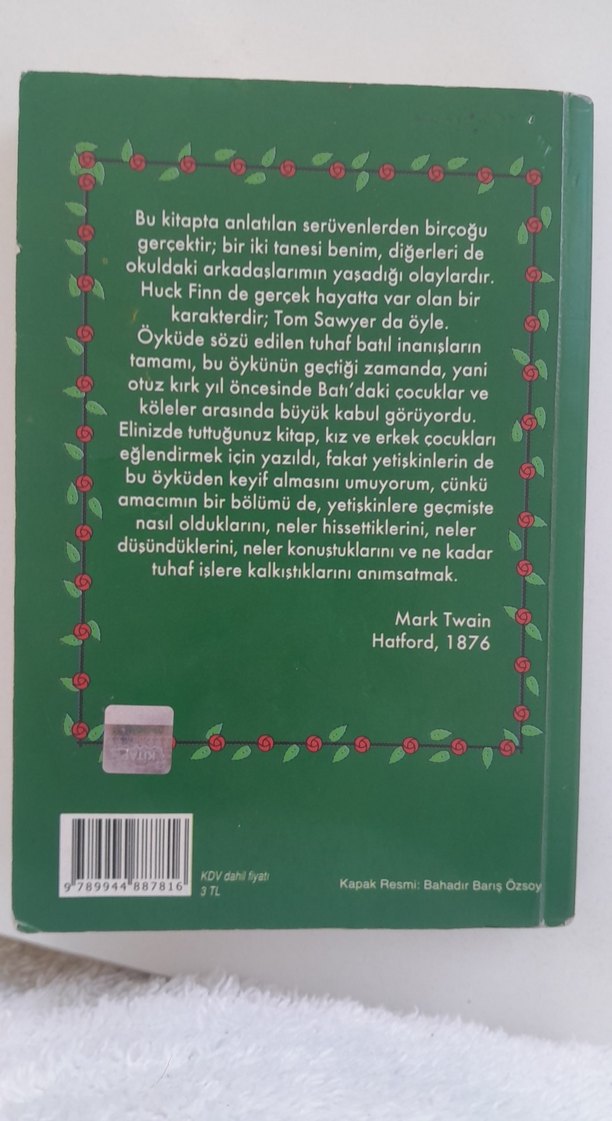 Bu kitapta anlatılan serüvenlerden birçoğu
gerçektir; bir iki tanesi benim, diğerleri de
okuldaki arkadaşlarımın yaşadığı olaylardır.
Huck Finn de gerçek hayatta var olan bir
karakterdir; Tom Sawyer da öyle.
Öyküde sözü edilen tuhaf batıl inanışların
tamamı, bu öykünün geçtiği zamanda, yani
otuz kırk yıl öncesinde Batı'daki çocuklar ve
köleler arasında büyük kabul görüyordu.
Elinizde tuttuğunuz kitap, kız ve erkek çocukları
eğlendirmek için yazıldı, fakat yetişkinlerin de
bu öyküden keyif almasını umuyorum, çünkü
amacımın bir bölümü de, yetişkinlere geçmişte
nasıl olduklarını, neler hissettiklerini, neler
düşündüklerini, neler konuştuklarını ve ne kadar
tuhaf işlere kalkıştıklarını anımsatmak.
Mark Twain
Hatford, 1876
KDV dahil fiyatı
3 TL
9 789944 887816
Kapak Resmi: Bahadır Barış Özsoy